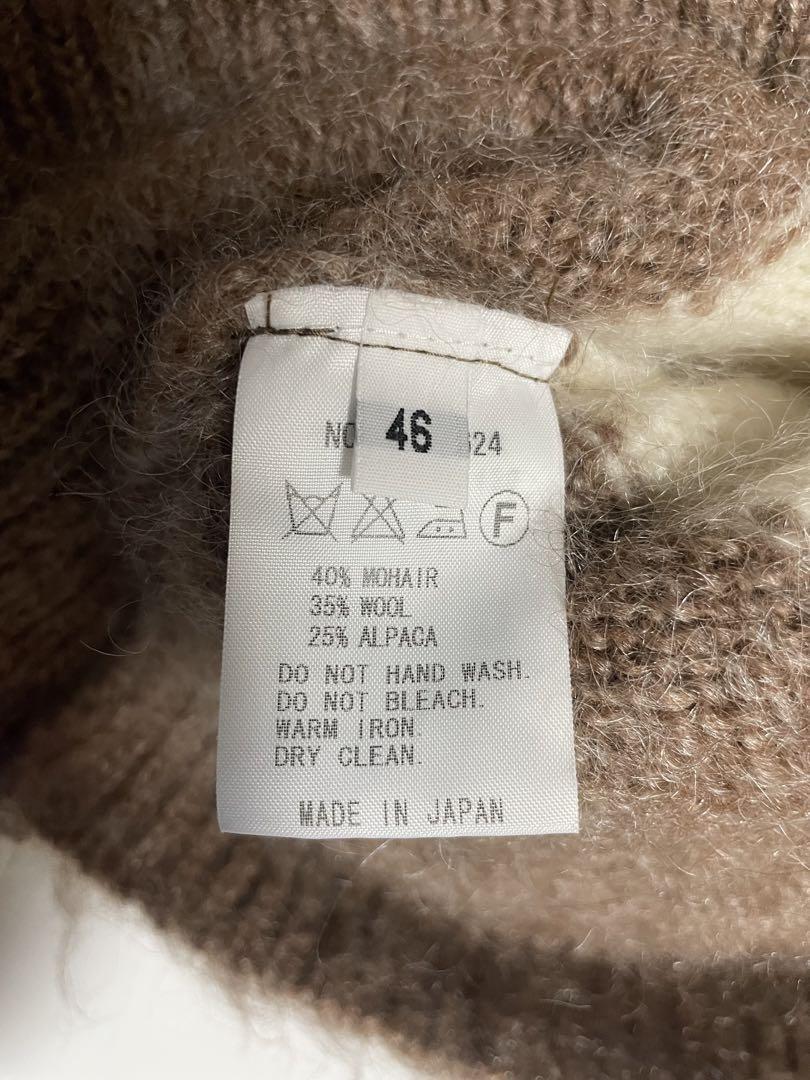 46
NO 624
F
40% MOHAIR
35% WOOL
25% ALPACA
DO NOT HAND WASH.
DO NOT BLEACH.
WARM IRON.
DRY CLEAN.
MADE IN JAPAN